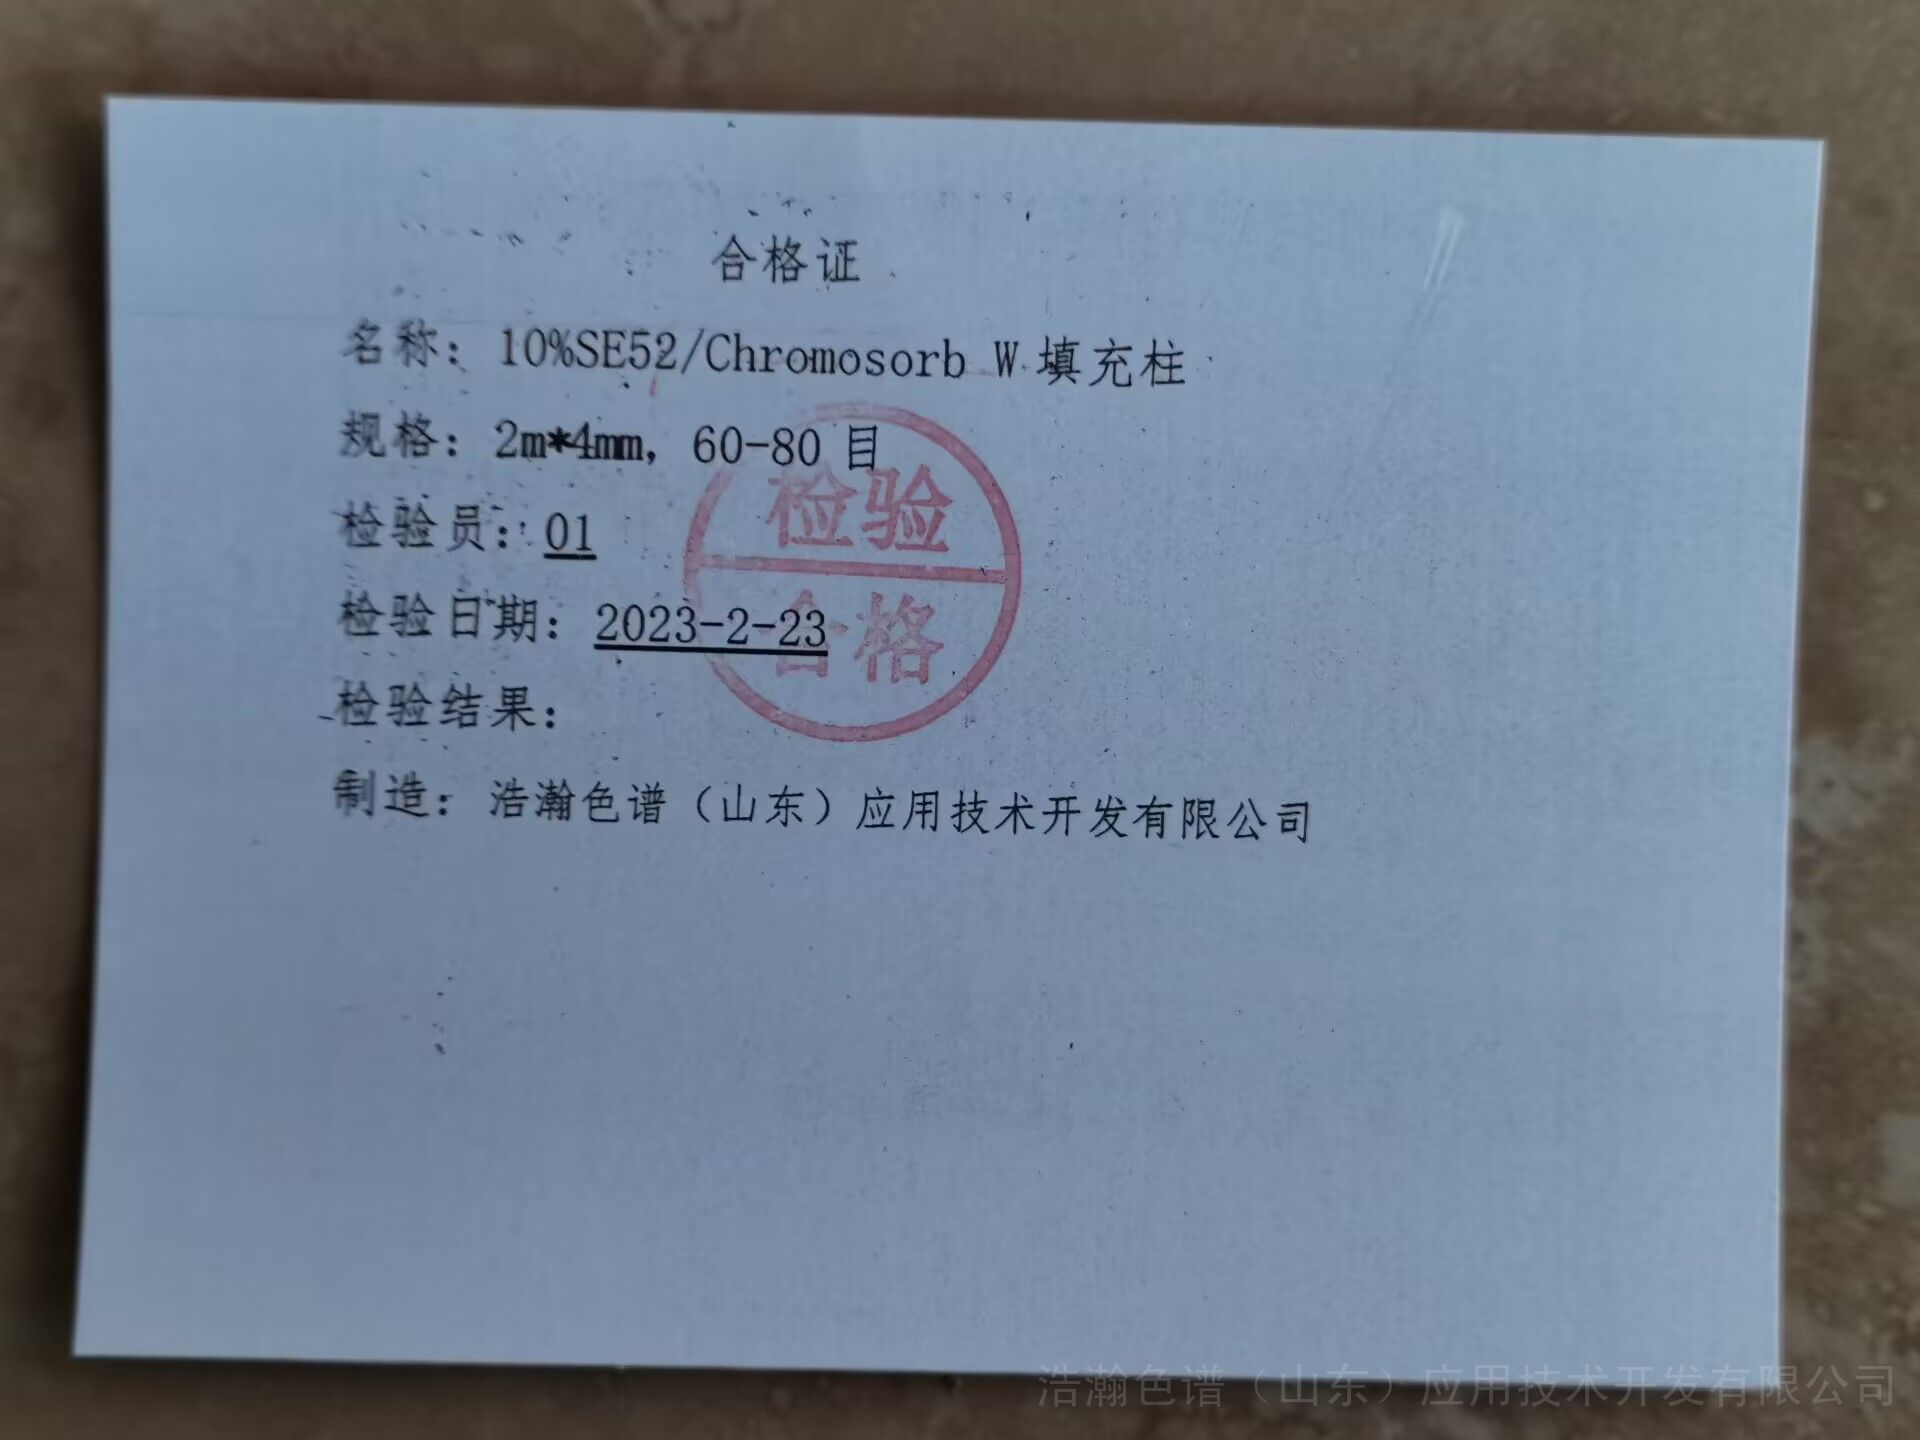 合格证
名称：10%SE52/Chromosorb W 填充柱
规格：2m*4mm，60-80 目
检验员：01
检验日期：2023-2-23
检验结果：
制造：浩瀚色谱（山东）应用技术开发有限公司
检验
合格
浩瀚色谱（山东）应用技术开发有限公司